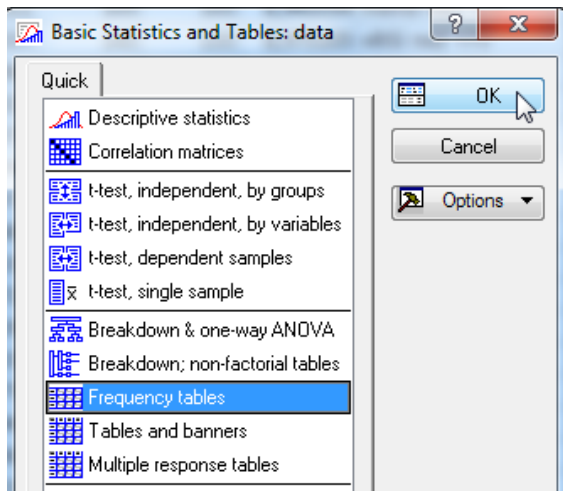 Basic Statistics and Tables: data
?
X
Quick
Descriptive statistics
Correlation matrices
t-test, independent, by groups
t-test, independent, by variables
t-test, dependent samples
t-test, single sample
Breakdown & one-way ANOVA
Breakdown; non-factorial tables
Frequency tables
Tables and banners
Multiple response tables
OK
Cancel
Options